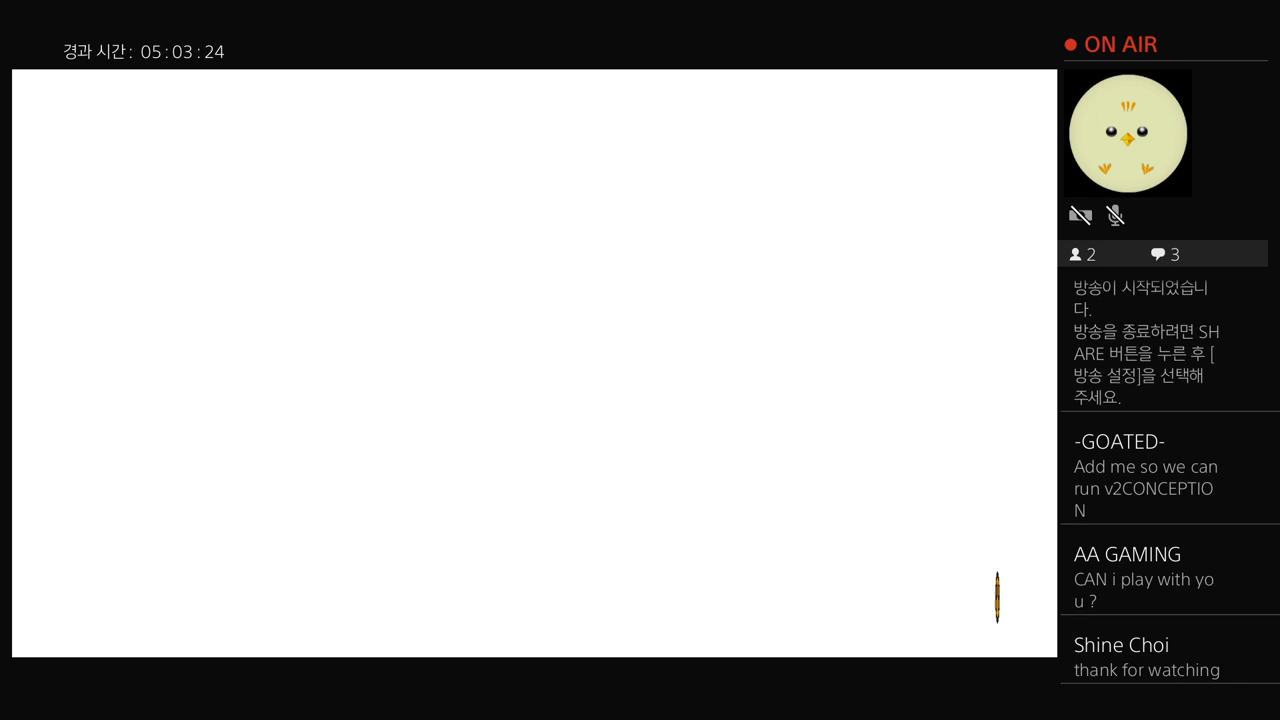 경과 시간 : 05 : 03 : 24
ON AIR
2
3
방송이 시작되었습니
다.
방송을 종료하려면 SH
ARE 버튼을 누른 후 [
방송 설정]을 선택해
주세요.
-GOATED-
Add me so we can
run v2CONCEPTIO
N
AA GAMING
CAN i play with yo
u ?
Shine Choi
thank for watching